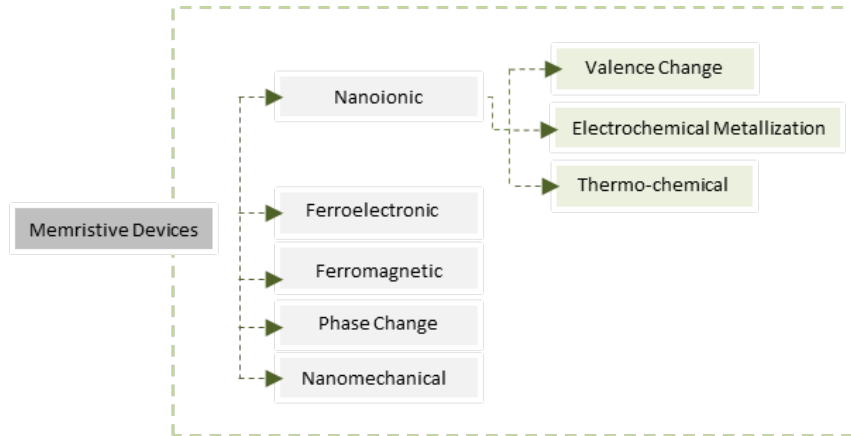 Memristive Devices
Nanoionic
Valence Change
Electrochemical Metallization
Thermo-chemical
Ferroelectronic
Ferromagnetic
Phase Change
Nanomechanical